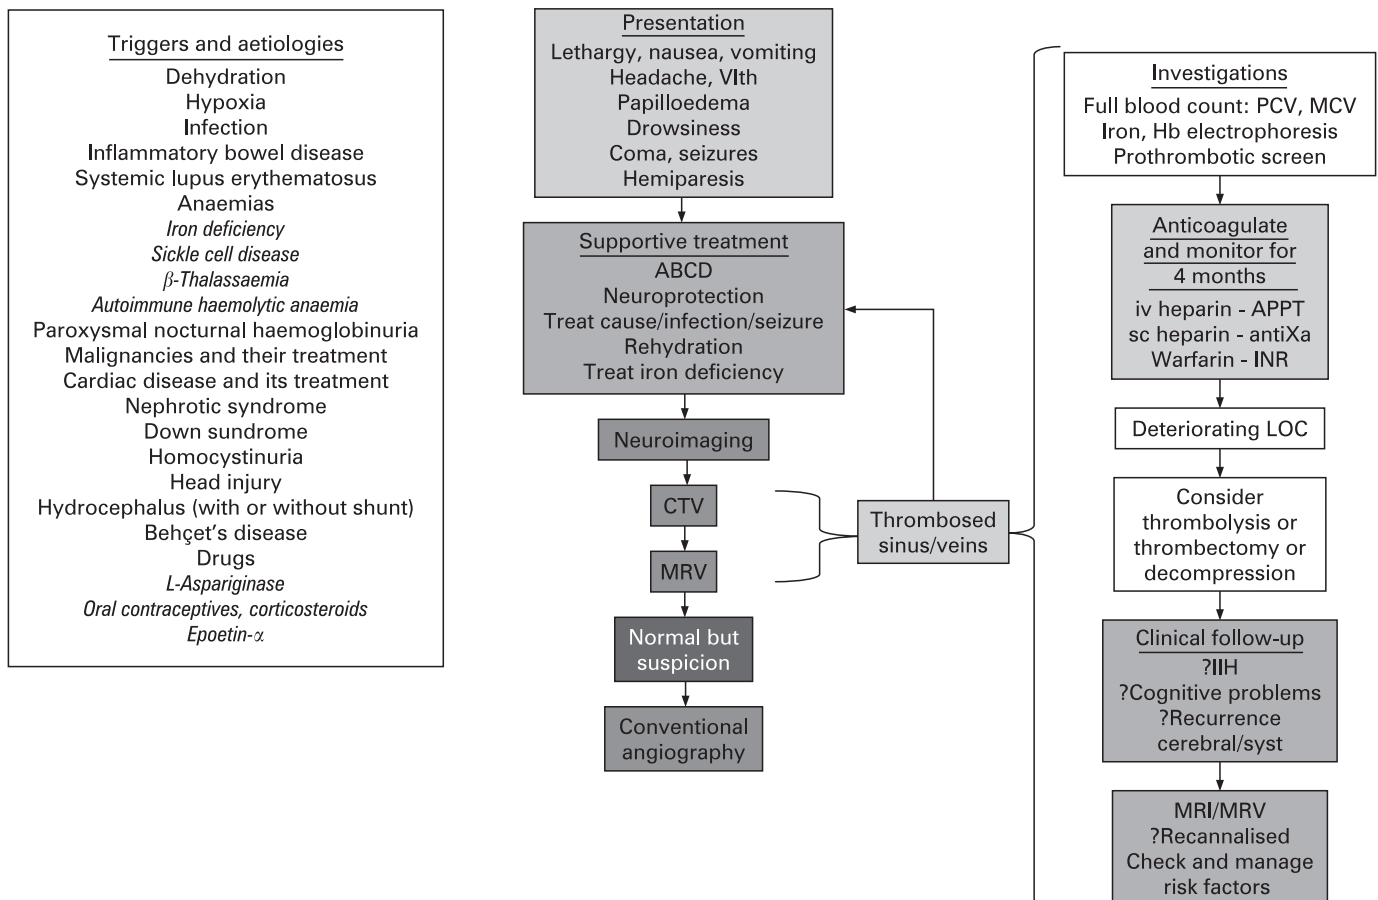 Triggers and aetiologies
Dehydration
Hypoxia
Infection
Inflammatory bowel disease
Systemic lupus erythematosus
Anaemias
Iron deficiency
Sickle cell disease
β-Thalassaemia
Autoimmune haemolytic anaemia
Paroxysmal nocturnal haemoglobinuria
Malignancies and their treatment
Cardiac disease and its treatment
Nephrotic syndrome
Down sundrome
Homocystinuria
Head injury
Hydrocephalus (with or without shunt)
Behçet's disease
Drugs
L-Aspariginase
Oral contraceptives, corticosteroids
Epoetin-α
Presentation
Lethargy, nausea, vomiting
Headache, VIth
Papilloedema
Drowsiness
Coma, seizures
Hemiparesis
Supportive treatment
ABCD
Neuroprotection
Treat cause/infection/seizure
Rehydration
Treat iron deficiency
Neuroimaging
CTV
MRV
Normal but
suspicion
Conventional
angiography
Thrombosed
sinus/veins
Investigations
Full blood count: PCV, MCV
Iron, Hb electrophoresis
Prothrombotic screen
Anticoagulate
and monitor for
4 months
iv heparin - APPT
sc heparin - antiXa
Warfarin - INR
Deteriorating LOC
Consider
thrombolysis or
thrombectomy or
decompression
Clinical follow-up
?IIH
?Cognitive problems
?Recurrence
cerebral/syst
MRI/MRV
?Recannalised
Check and manage
risk factors